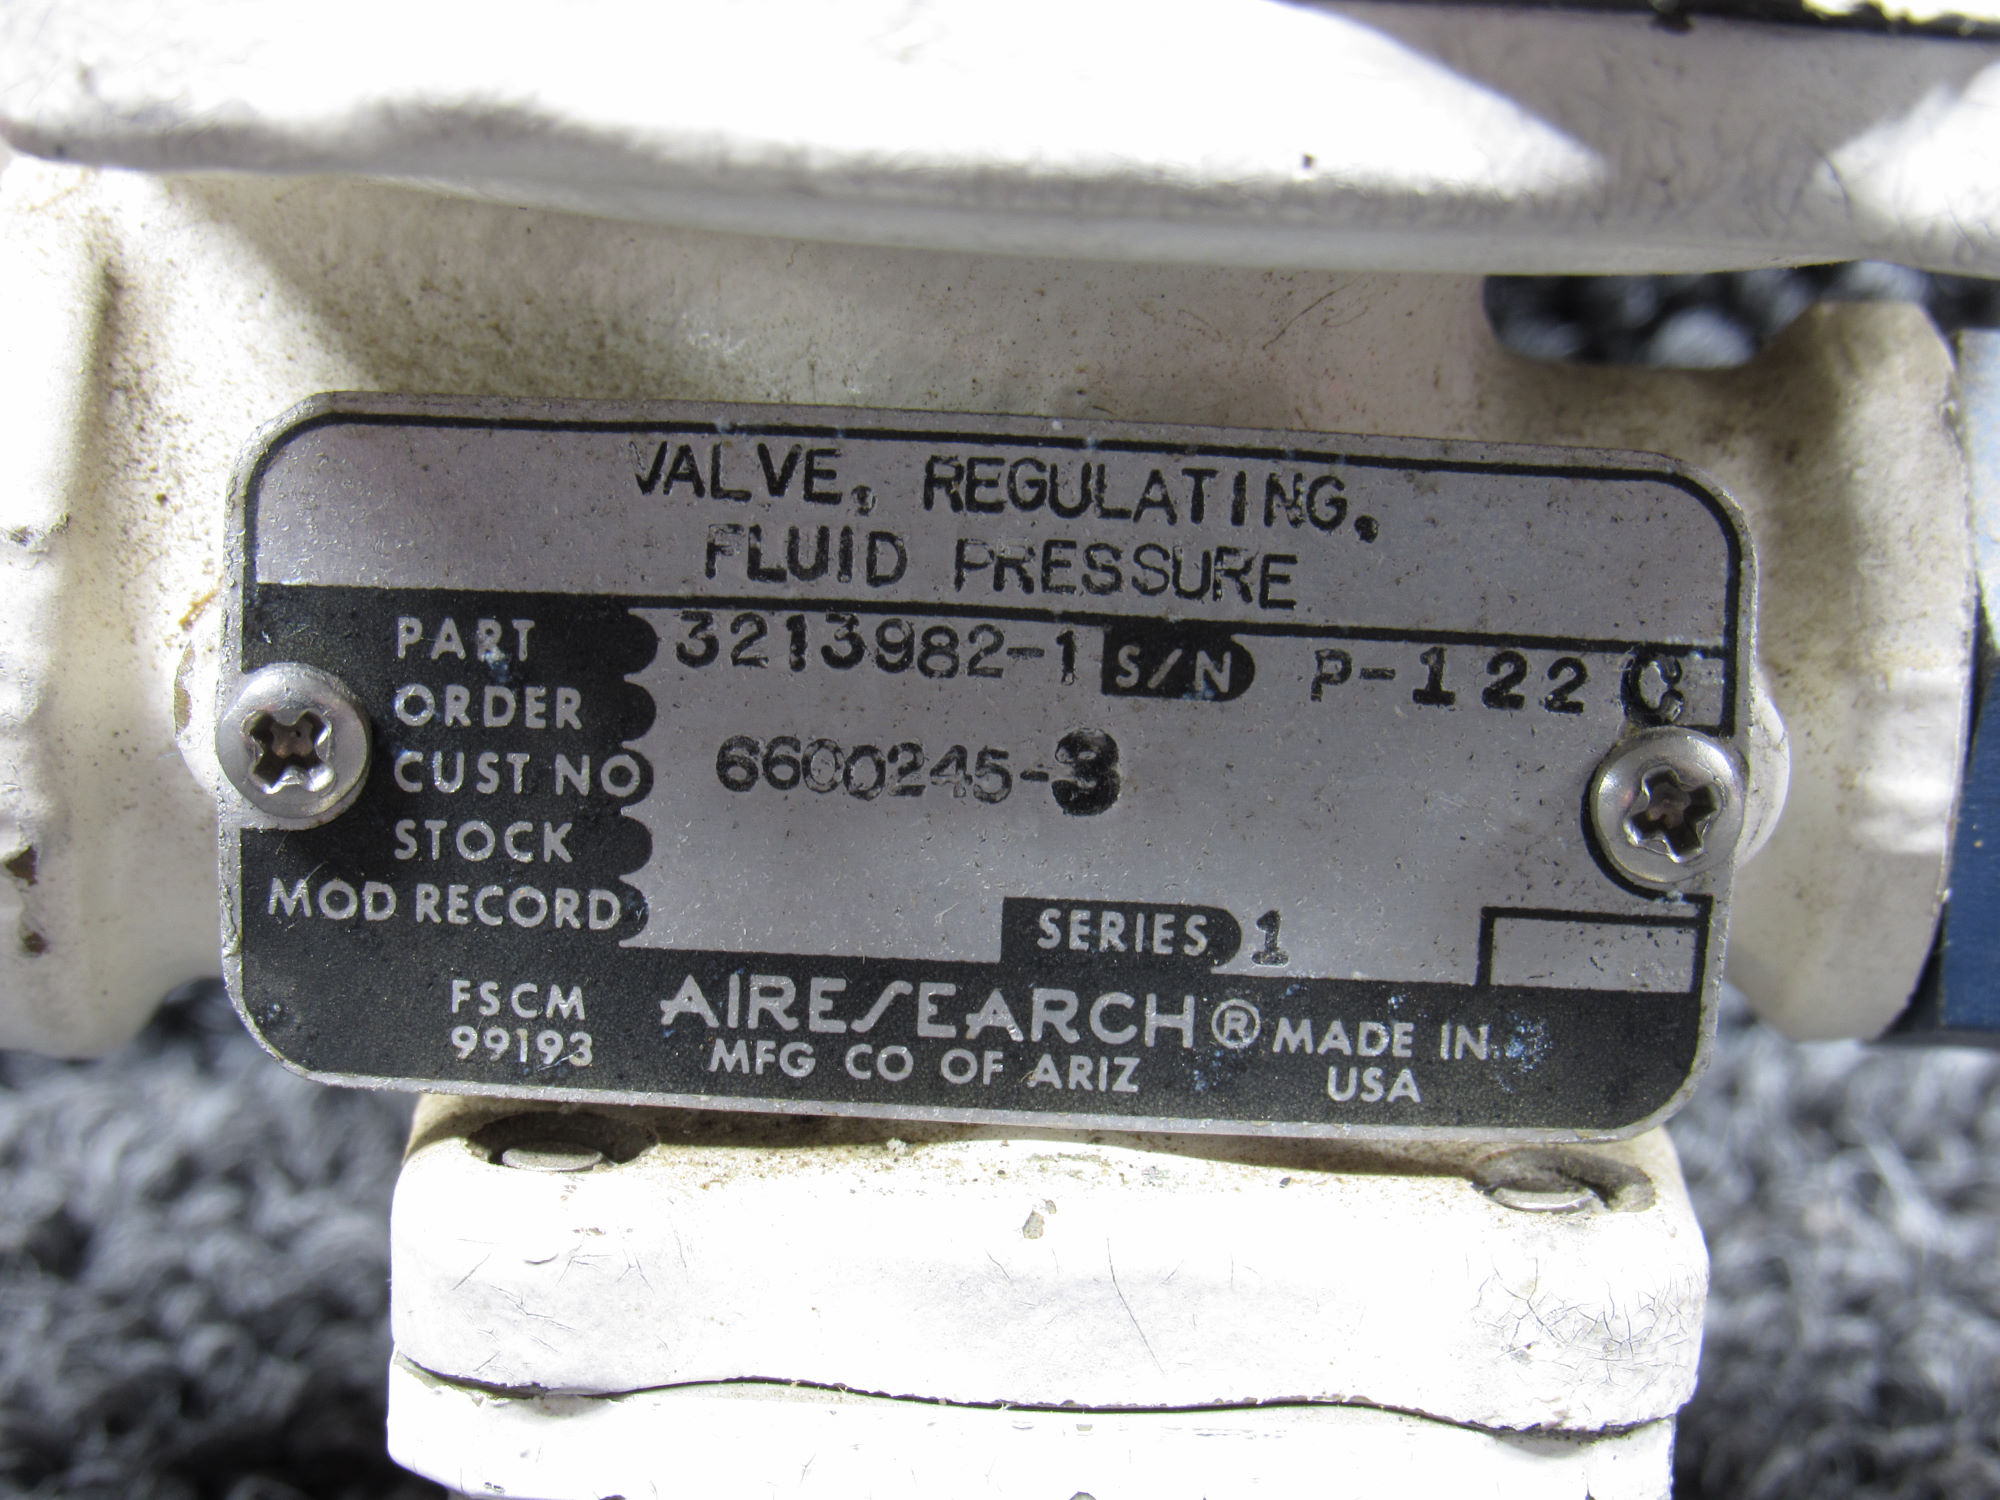 VALVE, REGULATING,
FLUID PRESSURE
PART 3213982-1 S/N P-122 C
ORDER
CUST NO 6600245-3
STOCK
MOD RECORD
SERIES 1
FSCM
99193
AIRESEARCH®
MFG CO OF ARIZ
MADE IN
USA